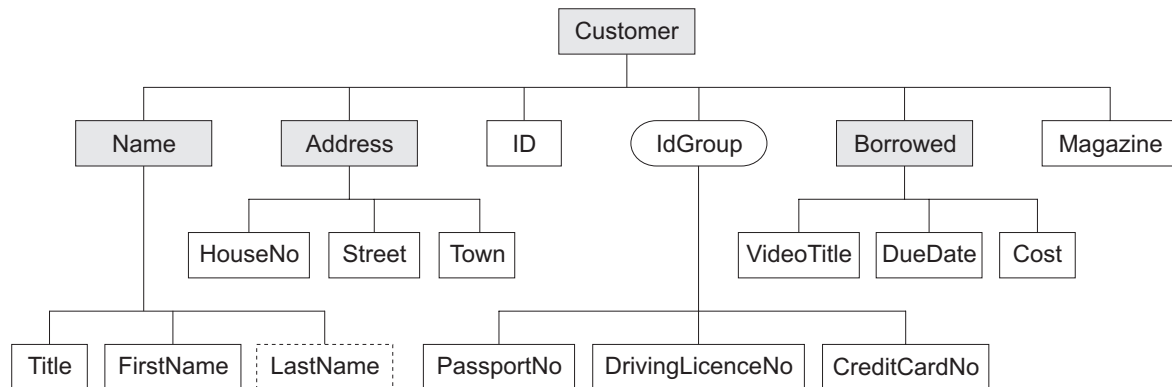 Customer
Name Address ID IdGroup Borrowed Magazine
HouseNo Street Town VideoTitle DueDate Cost
Title FirstName LastName PassportNo DrivingLicenceNo CreditCardNo